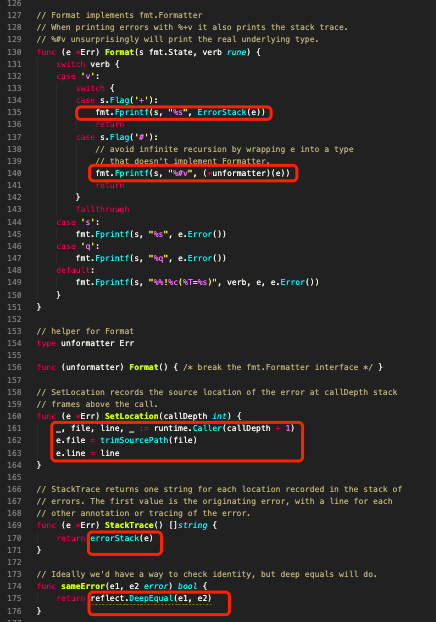 126
127 // Format implements fmt.Formatter
128 // When printing errors with %+v it also prints the stack trace.
129 // %#v unsurprisingly will print the real underlying type.
130 func (e *Err) Format(s fmt.State, verb rune) {
131 switch verb {
132 case 'v':
133 switch {
134 case s.Flag('+'):
135 fmt.Fprintf(s, "%s", ErrorStack(e))
136 return
137 case s.Flag('#'):
138 // avoid infinite recursion by wrapping e into a type
139 // that doesn't implement Formatter.
140 fmt.Fprintf(s, "%#v", (*unformatter)(e))
141 return
142 }
143 fallthrough
144 case 's':
145 fmt.Fprintf(s, "%s", e.Error())
146 case 'q':
147 fmt.Fprintf(s, "%q", e.Error())
148 default:
149 fmt.Fprintf(s, "%%!%c(%T=%s)", verb, e, e.Error())
150 }
151 }
152
153 // helper for Format
154 type unformatter Err
155
156 func (unformatter) Format() { /* break the fmt.Formatter interface */ }
157
158 // SetLocation records the source location of the error at callDepth stack
159 // frames above the call.
160 func (e *Err) SetLocation(callDepth int) {
161 _, file, line, _ := runtime.Caller(callDepth + 1)
162 e.file = trimSourcePath(file)
163 e.line = line
164 }
165
166 // StackTrace returns one string for each location recorded in the stack of
167 // errors. The first value is the originating error, with a line for each
168 // other annotation or tracing of the error.
169 func (e *Err) StackTrace() []string {
170 return errorStack(e)
171 }
172
173 // Ideally we'd have a way to check identity, but deep equals will do.
174 func sameError(e1, e2 error) bool {
175 return reflect.DeepEqual(e1, e2)
176 }